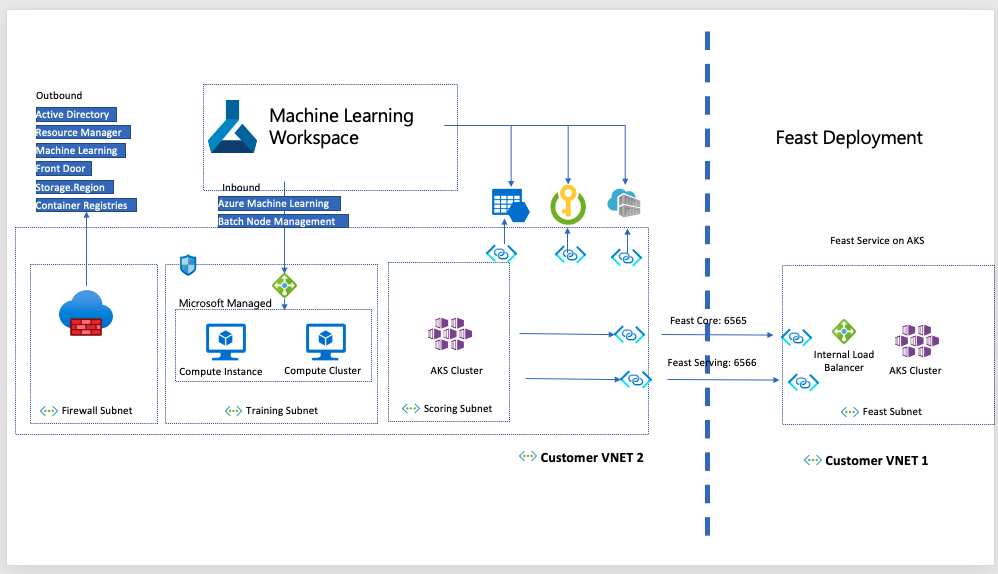 Outbound
Active Directory
Resource Manager
Machine Learning
Front Door
Storage.Region
Container Registries
Machine Learning
Workspace
Inbound
Azure Machine Learning
Batch Node Management
Feast Deployment
Feast Service on AKS
Microsoft Managed
Compute Instance
Compute Cluster
AKS Cluster
Firewall Subnet
Training Subnet
Scoring Subnet
Feast Core: 6565
Feast Serving: 6566
Internal Load
Balancer
AKS Cluster
Feast Subnet
Customer VNET 2
Customer VNET 1